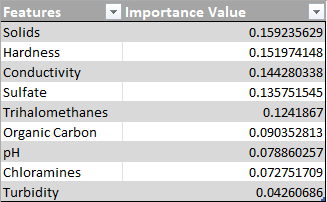 Features Importance Value
Solids 0.159235629
Hardness 0.151974148
Conductivity 0.144280338
Sulfate 0.135751545
Trihalomethanes 0.1241867
Organic Carbon 0.090352813
pH 0.078860257
Chloramines 0.072751709
Turbidity 0.04260686